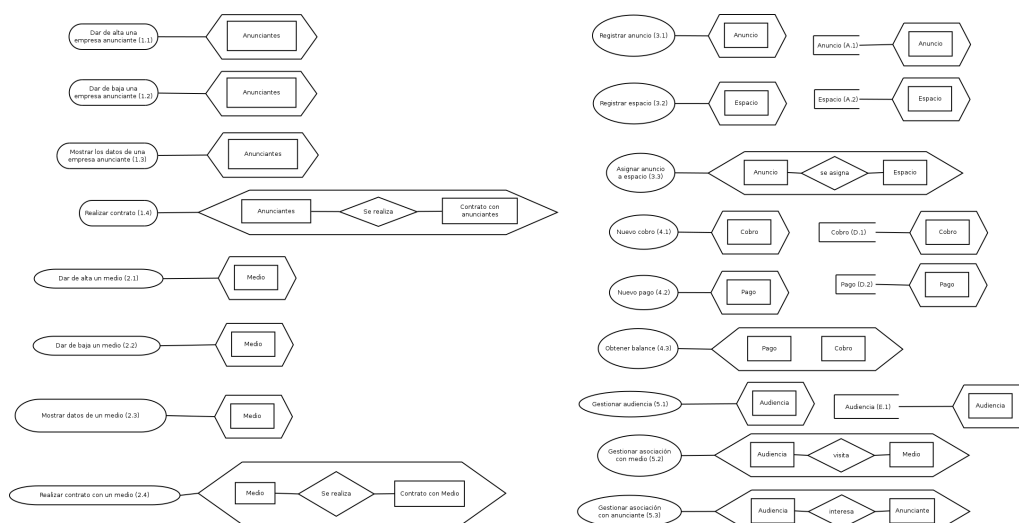 Dar de alta una
empresa anunciante (1.1)
Anunciantes
Dar de baja una
empresa anunciante (1.2)
Anunciantes
Mostrar los datos de una
empresa anunciante (1.3)
Anunciantes
Realizar contrato (1.4)
Anunciantes
Se realiza
Contrato con
anunciantes
Dar de alta un medio (2.1)
Medio
Dar de baja un medio (2.2)
Medio
Mostrar datos de un medio (2.3)
Medio
Realizar contrato con un medio (2.4)
Medio
Se realiza
Contrato con Medio
Registrar anuncio (3.1)
Anuncio
Anuncio (A.1)
Anuncio
Registrar espacio (3.2)
Espacio
Espacio (A.2)
Espacio
Asignar anuncio
a espacio (3.3)
Anuncio
se asigna
Espacio
Nuevo cobro (4.1)
Cobro
Cobro (D.1)
Cobro
Nuevo pago (4.2)
Pago
Pago (D.2)
Pago
Obtener balance (4.3)
Pago
Cobro
Gestionar audiencia (5.1)
Audiencia
Audiencia (E.1)
Audiencia
Gestionar asociación
con medio (5.2)
Audiencia
visita
Medio
Gestionar asociación
con anunciante (5.3)
Audiencia
interesa
Anunciante